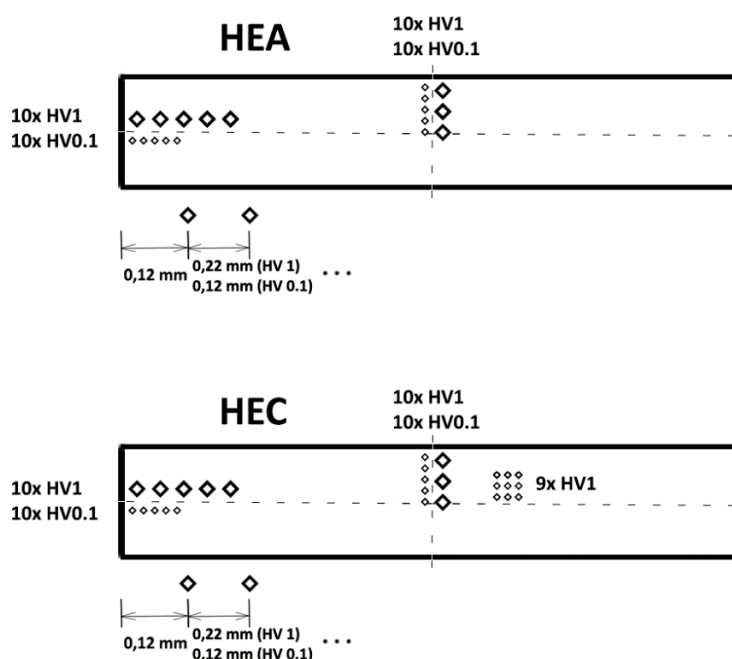 HEA
10x HV1
10x HV0.1
10x HV1
10x HV0.1
0,12 mm
0,22 mm (HV 1)
0,12 mm (HV 0.1)
...
HEC
10x HV1
10x HV0.1
10x HV1
10x HV0.1
9x HV1
0,12 mm
0,22 mm (HV 1)
0,12 mm (HV 0.1)
...